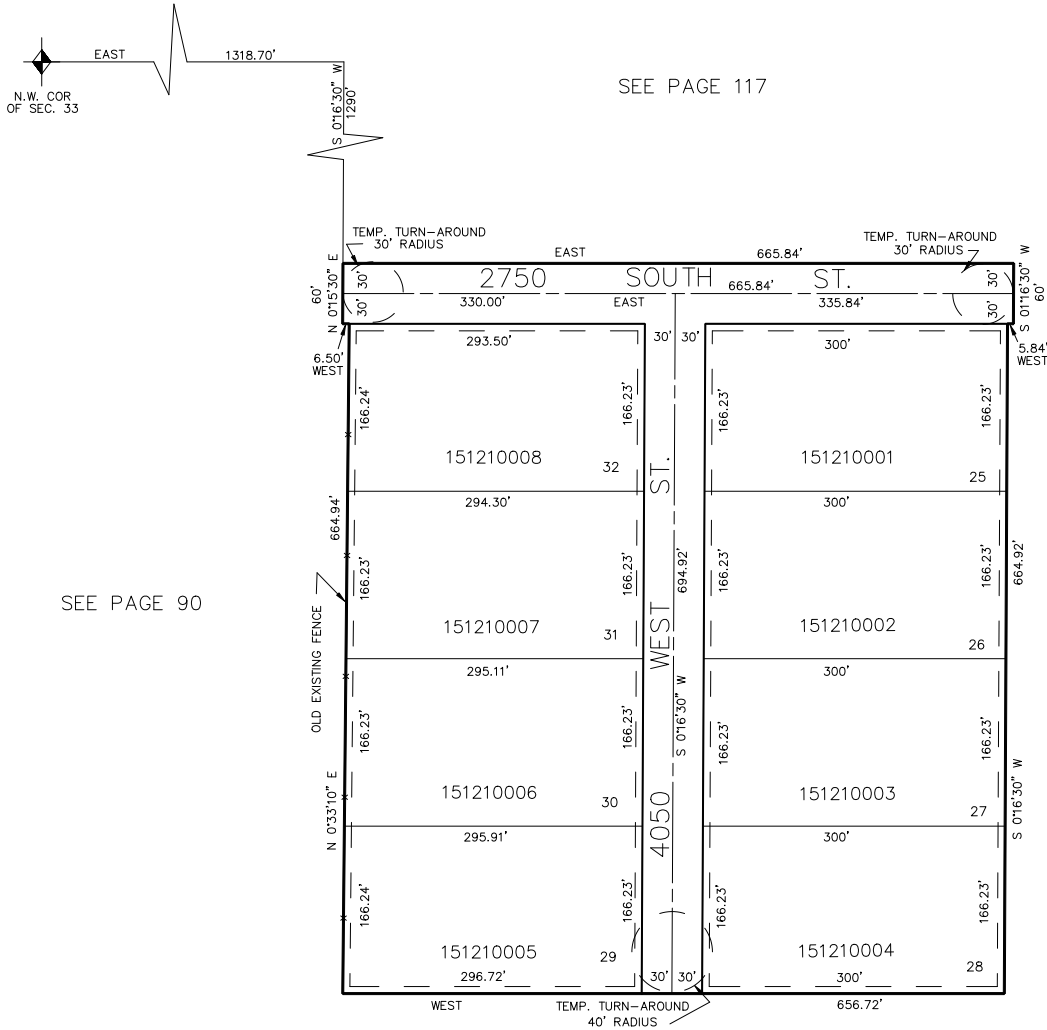 EAST
1318.70'
N.W. COR
OF SEC. 33
S 0°16'30" W
1290'
SEE PAGE 117
TEMP. TURN-AROUND
30' RADIUS
EAST
665.84'
TEMP. TURN-AROUND
30' RADIUS
60'
N 0°15'30" E
30'
30'
2750 SOUTH ST.
665.84'
330.00'
EAST
335.84'
30'
30'
S 01°16'30" W
60'
6.50'
WEST
293.50'
30'
30'
300'
5.84'
WEST
166.24'
166.23'
166.23'
166.23'
151210008
32
151210001
25
294.30'
300'
664.94'
166.23'
166.23'
694.92'
166.23'
166.23'
664.92'
SEE PAGE 90
OLD EXISTING FENCE
151210007
31
151210002
26
295.11'
300'
4050 WEST ST.
S 0°16'30" W
166.23'
166.23'
166.23'
166.23'
N 0°33'10" E
S 0°16'30" W
151210006
30
151210003
27
295.91'
300'
166.24'
166.23'
166.23'
166.23'
151210005
29
151210004
28
296.72'
30'
30'
300'
WEST
TEMP. TURN-AROUND
40' RADIUS
656.72'